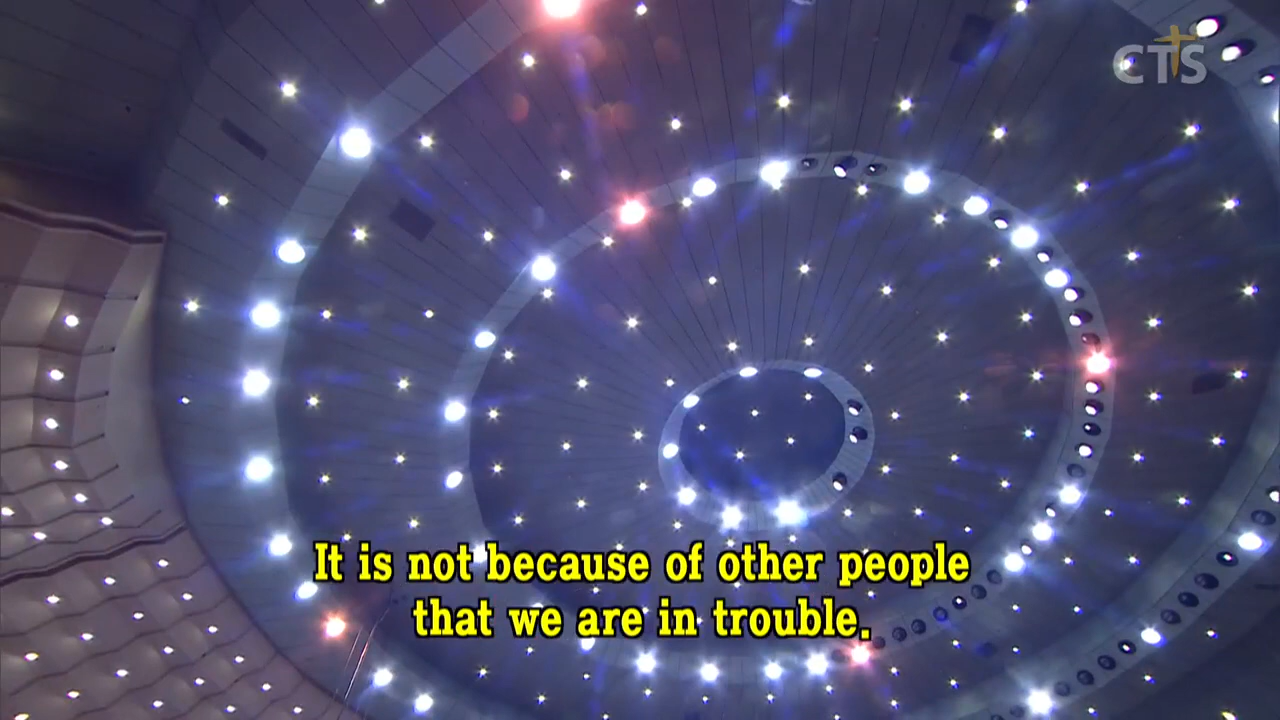 CTS
It is not because of other people
that we are in trouble.